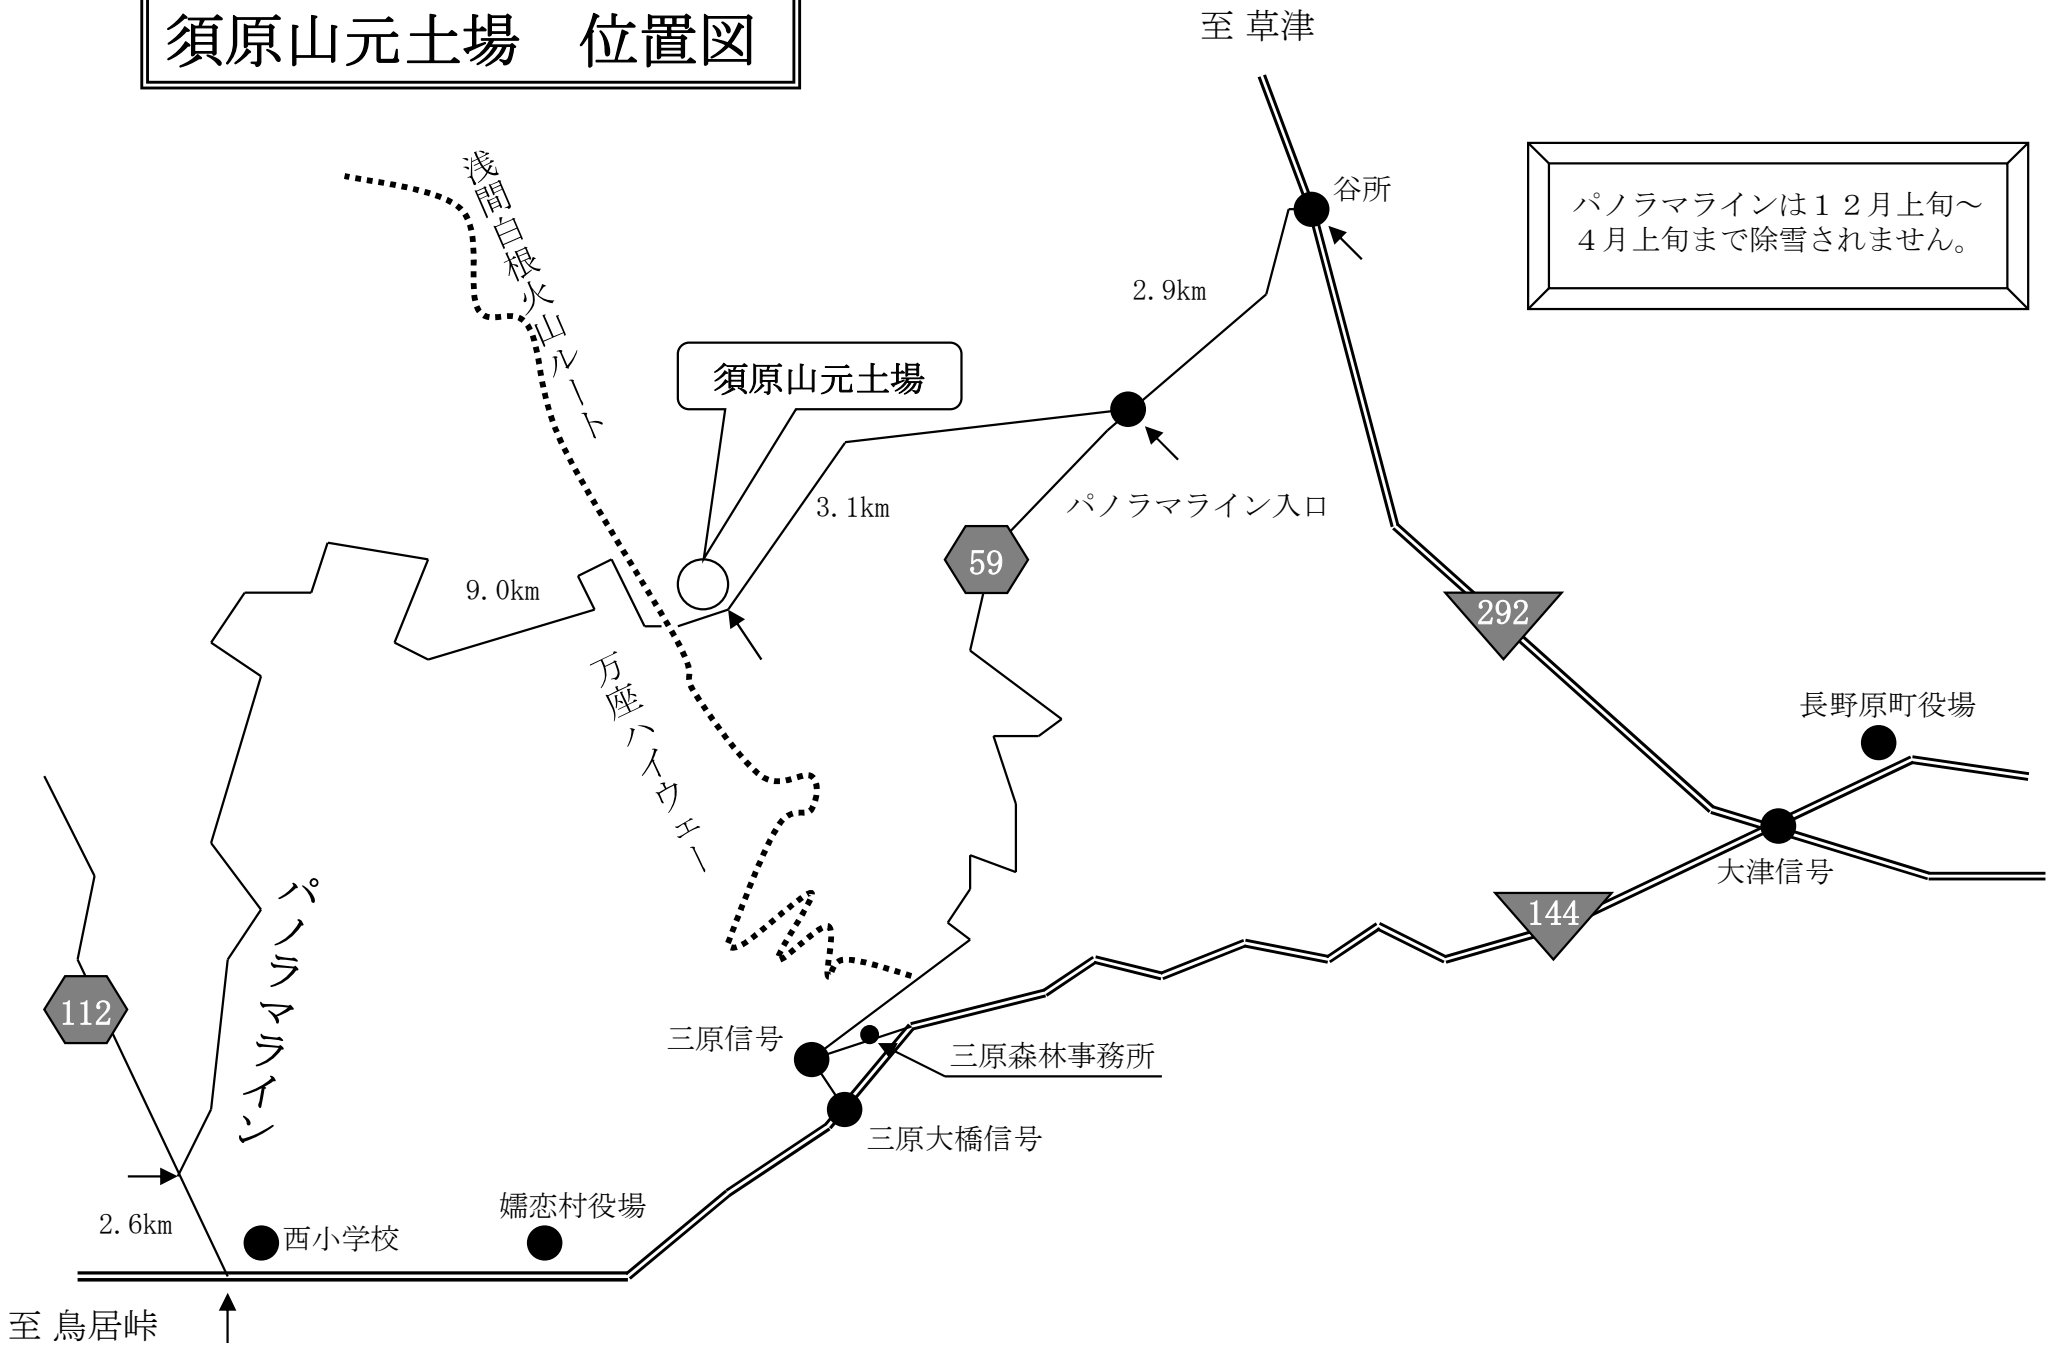 須原山元土場　位置図
至 草津
浅間白根火山ルート
谷所
パノラマラインは１２月上旬～
４月上旬まで除雪されません。
2.9km
須原山元土場
3.1km
パノラマライン入口
59
9.0km
292
万座ハイウェー
長野原町役場
大津信号
144
パノラマライン
112
三原信号
三原森林事務所
三原大橋信号
嬬恋村役場
2.6km
西小学校
至 鳥居峠